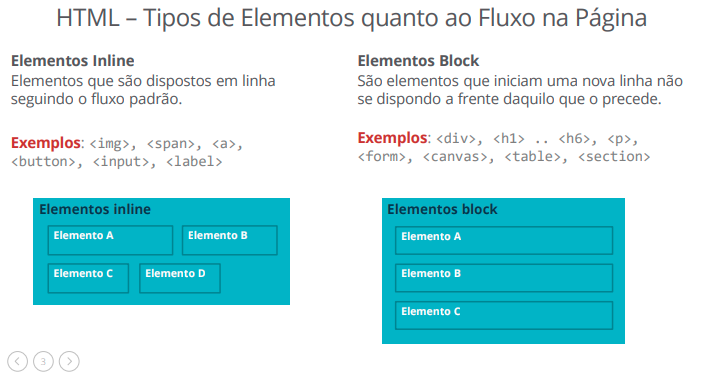 HTML – Tipos de Elementos quanto ao Fluxo na Página
Elementos Inline
Elementos que são dispostos em linha
seguindo o fluxo padrão.
Exemplos: <img>, <span>, <a>,
<button>, <input>, <label>
Elementos inline
Elemento A
Elemento B
Elemento C
Elemento D
Elementos Block
São elementos que iniciam uma nova linha não
se dispondo a frente daquilo que o precede.
Exemplos: <div>, <h1> .. <h6>, <p>,
<form>, <canvas>, <table>, <section>
Elementos block
Elemento A
Elemento B
Elemento C
3